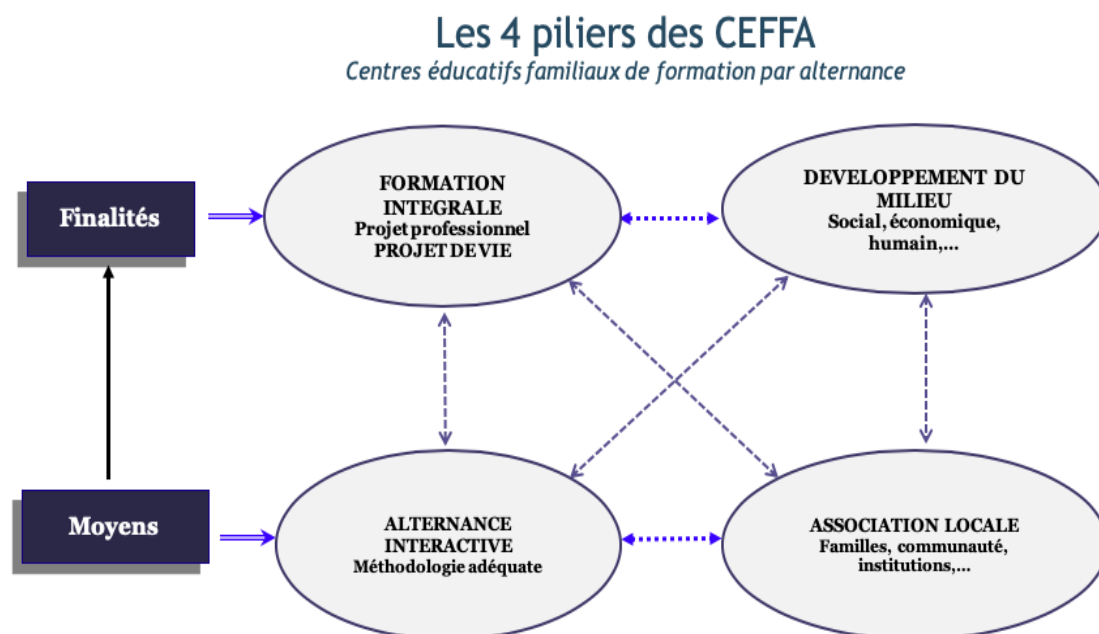 Les 4 piliers des CEFFA
Centres éducatifs familiaux de formation par alternance
Finalités
FORMATION
INTEGRALE
Projet professionnel
PROJET DE VIE
DEVELOPPEMENT DU
MILIEU
Social, économique,
humain,...
Moyens
ALTERNANCE
INTERACTIVE
Méthodologie adéquate
ASSOCIATION LOCALE
Familles, communauté,
institutions,...